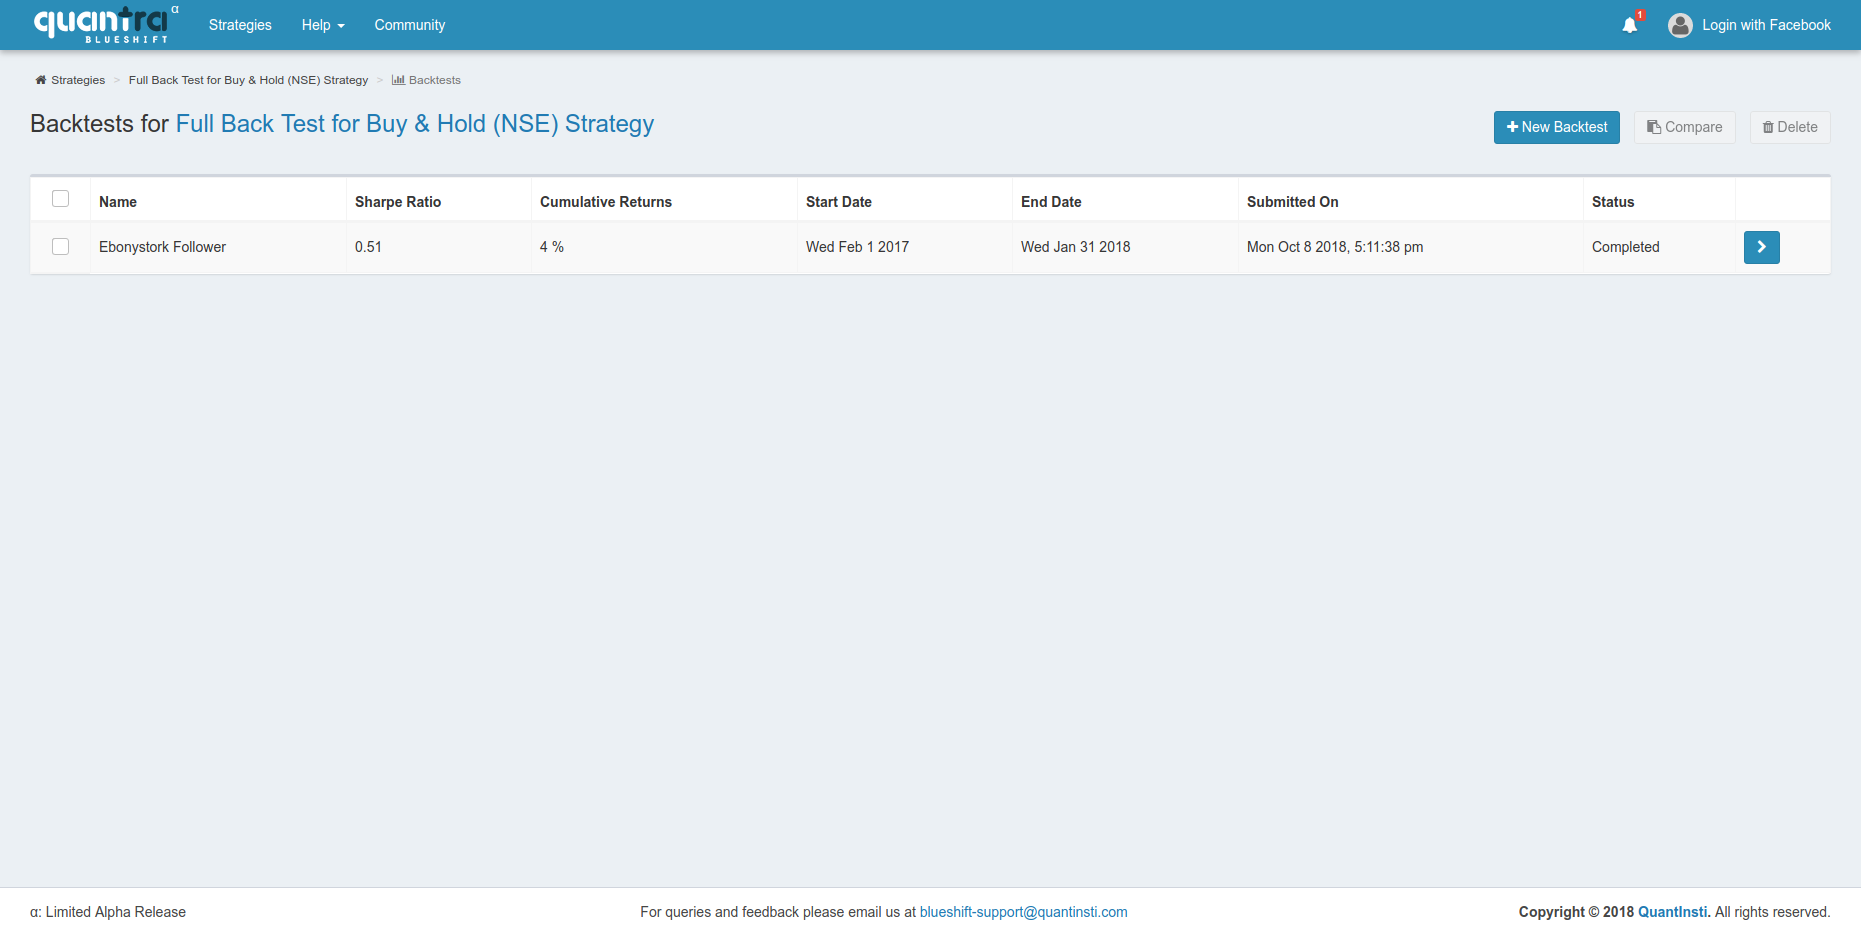 quantra α
BLUESHIFT
Strategies Help Community
1
Login with Facebook
Strategies > Full Back Test for Buy & Hold (NSE) Strategy > Backtests
Backtests for Full Back Test for Buy & Hold (NSE) Strategy
New Backtest Compare Delete
Name Sharpe Ratio Cumulative Returns Start Date End Date Submitted On Status
Ebonystork Follower 0.51 4 % Wed Feb 1 2017 Wed Jan 31 2018 Mon Oct 8 2018, 5:11:38 pm Completed
α: Limited Alpha Release For queries and feedback please email us at blueshift-support@quantinsti.com Copyright © 2018 QuantInsti. All rights reserved.